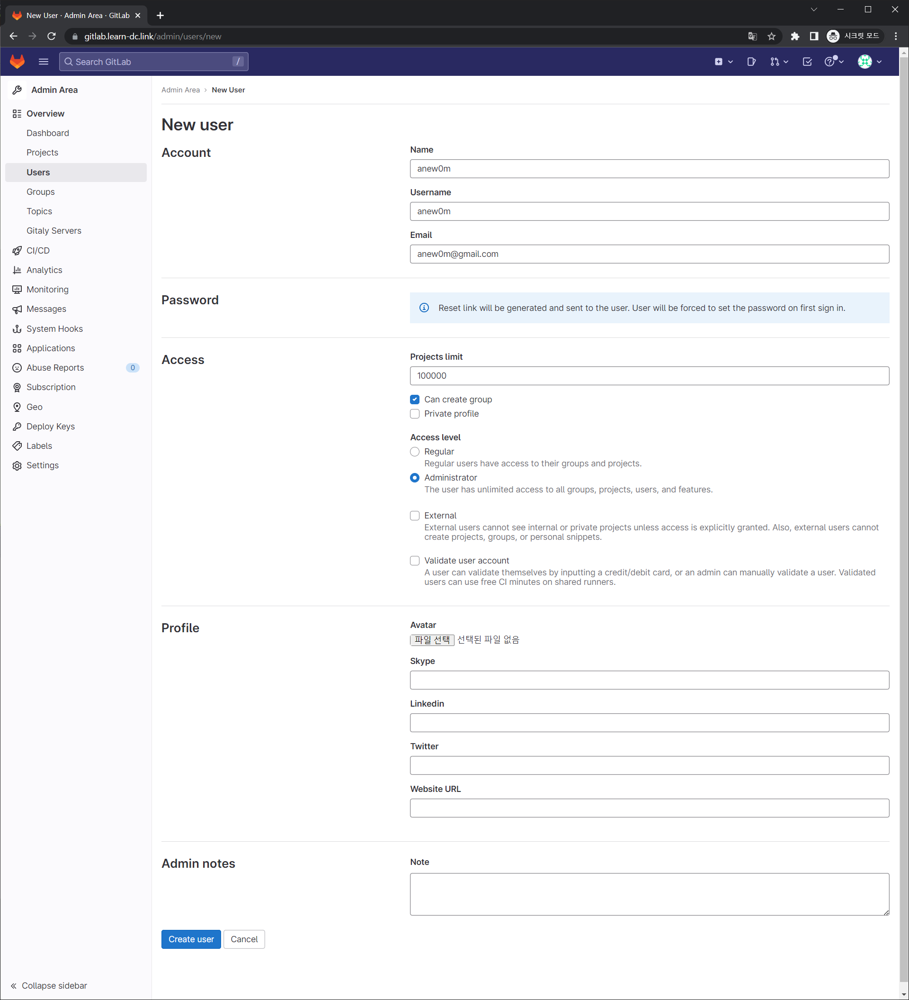 New User · Admin Area · GitLab
gitlab.learn-dc.link/admin/users/new
시크릿 모드
Search GitLab
/
Admin Area
Overview
Dashboard
Projects
Users
Groups
Topics
Gitaly Servers
CI/CD
Analytics
Monitoring
Messages
System Hooks
Applications
Abuse Reports 0
Subscription
Geo
Deploy Keys
Labels
Settings
Collapse sidebar
Admin Area › New User
New user
Account
Name
anew0m
Username
anew0m
Email
anew0m@gmail.com
Password
Reset link will be generated and sent to the user. User will be forced to set the password on first sign in.
Access
Projects limit
100000
Can create group
Private profile
Access level
Regular
Regular users have access to their groups and projects.
Administrator
The user has unlimited access to all groups, projects, users, and features.
External
External users cannot see internal or private projects unless access is explicitly granted. Also, external users cannot
create projects, groups, or personal snippets.
Validate user account
A user can validate themselves by inputting a credit/debit card, or an admin can manually validate a user. Validated
users can use free CI minutes on shared runners.
Profile
Avatar
파일 선택 선택된 파일 없음
Skype
Linkedin
Twitter
Website URL
Admin notes
Note
Create user
Cancel